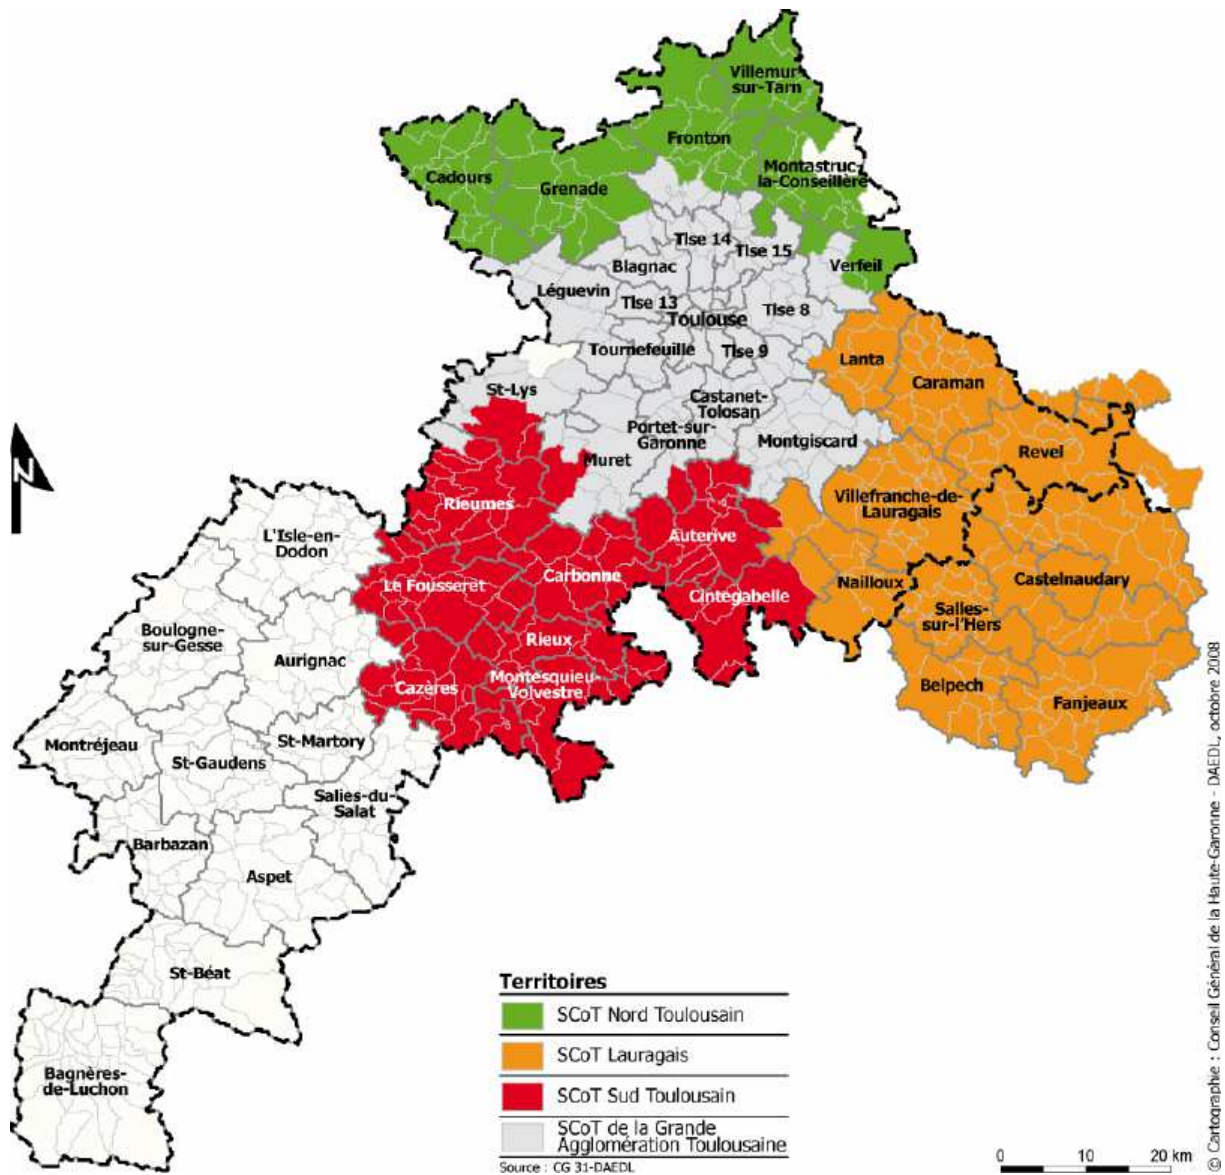 Villemur-
sur-Tarn
Fronton
Montastruc-
la-Conseillère
Cadours
Grenade
Tlse 14
Tlse 15
Verfeil
Blagnac
Léguevin
Tlse 13
Tlse 8
Toulouse
Tournefeuille
Tlse 9
Lanta
Caraman
St-Lys
Castanet-
Tolosan
Portet-sur-
Garonne
Montgiscard
Muret
Revel
N
Rieumes
Villefranche-de-
Lauragais
L'Isle-en-
Dodon
Auterive
Le Fousseret
Carbonne
Nailloux
Castelnaudary
Cintegabelle
Salles-
sur-l'Hers
Boulogne-
sur-Gesse
Aurignac
Rieux
Cazères
Montesquieu-
Volvestre
Belpech
Fanjeaux
Montréjeau
St-Martory
St-Gaudens
Salies-du-
Salat
Barbazan
Aspet
St-Béat
Bagnères-
de-Luchon
Territoires
SCoT Nord Toulousain
SCoT Lauragais
SCoT Sud Toulousain
SCoT de la Grande
Agglomération Toulousaine
Source : CG 31-DAEDL
0 10 20 km
© Cartographie : Conseil Général de la Haute-Garonne - DAEDL, octobre 2008